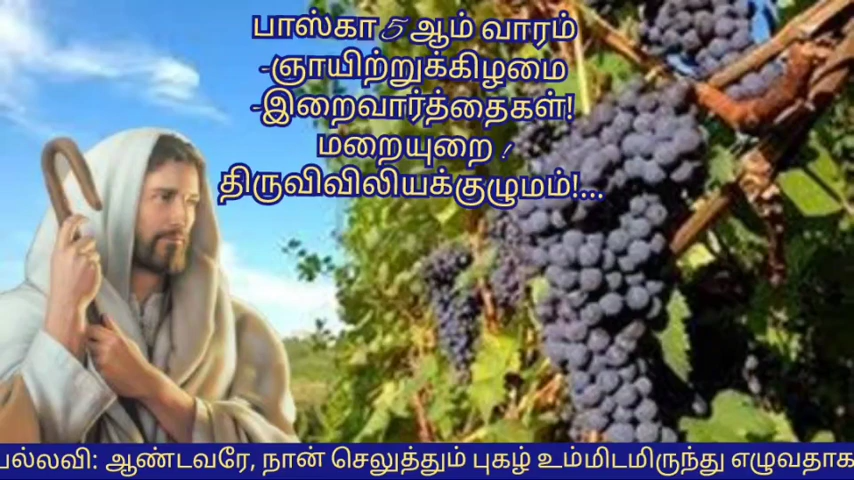 பாஸ்கா 5 ஆம் வாரம்
-ஞாயிற்றுக்கிழமை
-இறைவார்த்தைகள்!
மறையுறை !
திருவிவிலியக்குழுமம்!...
பல்லவி: ஆண்டவரே, நான் செலுத்தும் புகழ் உம்மிடமிருந்து எழுவதாக